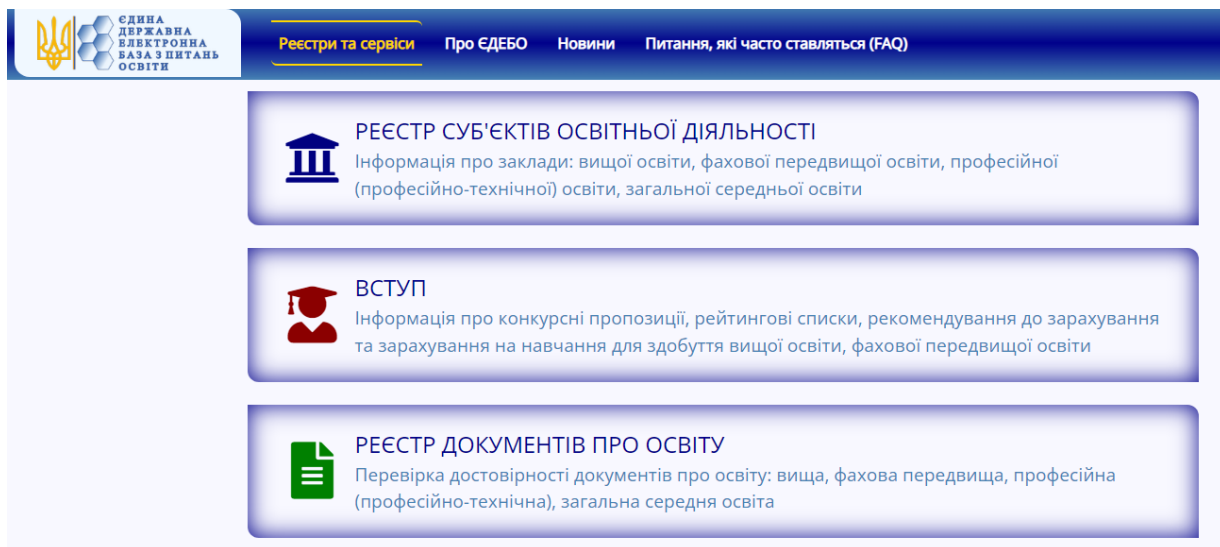 ЄДИНА
ДЕРЖАВНА
ЕЛЕКТРОННА
БАЗА З ПИТАНЬ
ОСВІТИ
Реєстри та сервіси Про ЄДЕБО Новини Питання, які часто ставляться (FAQ)
РЕЄСТР СУБ'ЄКТІВ ОСВІТНЬОЇ ДІЯЛЬНОСТІ
Інформація про заклади: вищої освіти, фахової передвищої освіти, професійної
(професійно-технічної) освіти, загальної середньої освіти
ВСТУП
Інформація про конкурсні пропозиції, рейтингові списки, рекомендування до зарахування
та зарахування на навчання для здобуття вищої освіти, фахової передвищої освіти
РЕЄСТР ДОКУМЕНТІВ ПРО ОСВІТУ
Перевірка достовірності документів про освіту: вища, фахова передвища, професійна
(професійно-технічна), загальна середня освіта